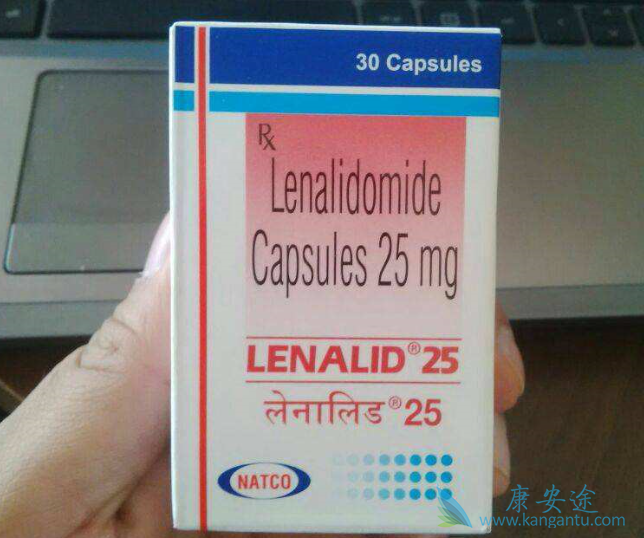 30 Capsules
Rx
Lenalidomide
Capsules 25 mg
LENALID® 25
लेनालिड® 25
NATCO
康安途
www.kangantu.com